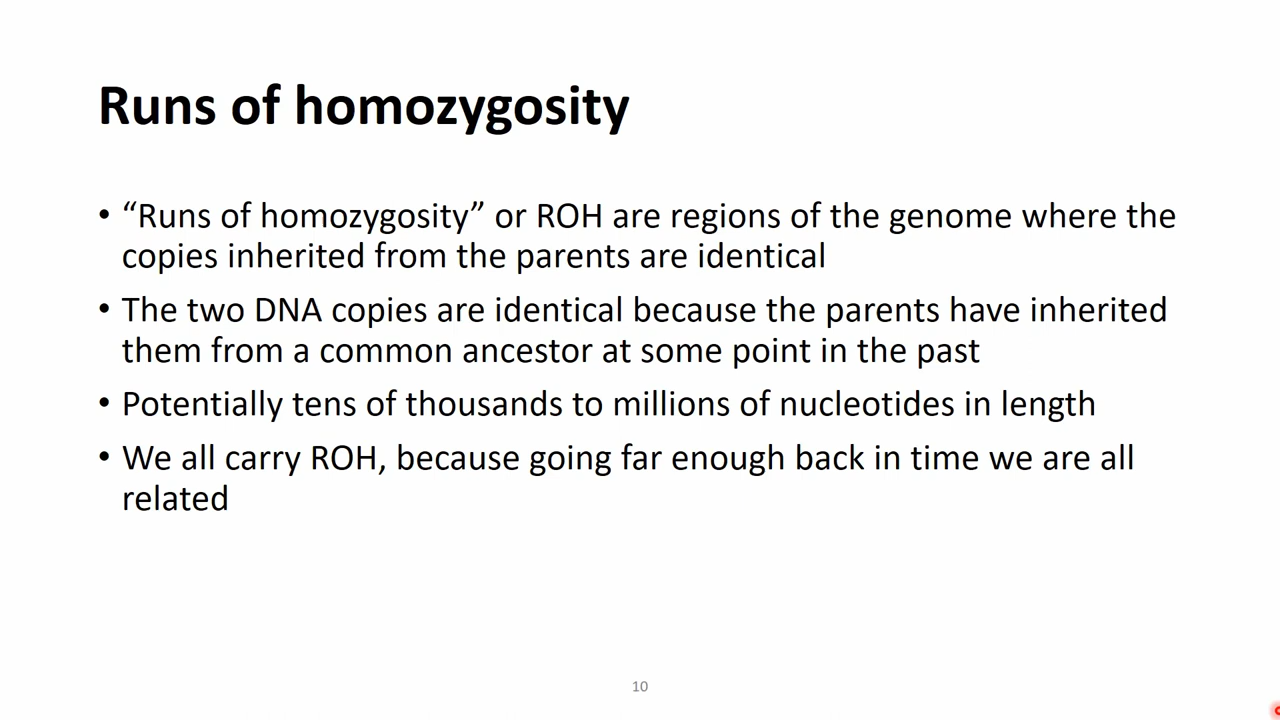 Runs of homozygosity
• “Runs of homozygosity” or ROH are regions of the genome where the
copies inherited from the parents are identical
• The two DNA copies are identical because the parents have inherited
them from a common ancestor at some point in the past
• Potentially tens of thousands to millions of nucleotides in length
• We all carry ROH, because going far enough back in time we are all
related
10